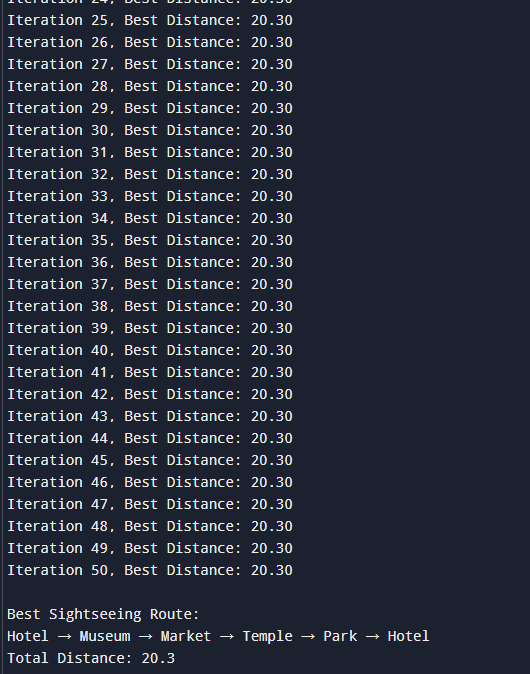 Iteration 24, Best Distance: 20.30
Iteration 25, Best Distance: 20.30
Iteration 26, Best Distance: 20.30
Iteration 27, Best Distance: 20.30
Iteration 28, Best Distance: 20.30
Iteration 29, Best Distance: 20.30
Iteration 30, Best Distance: 20.30
Iteration 31, Best Distance: 20.30
Iteration 32, Best Distance: 20.30
Iteration 33, Best Distance: 20.30
Iteration 34, Best Distance: 20.30
Iteration 35, Best Distance: 20.30
Iteration 36, Best Distance: 20.30
Iteration 37, Best Distance: 20.30
Iteration 38, Best Distance: 20.30
Iteration 39, Best Distance: 20.30
Iteration 40, Best Distance: 20.30
Iteration 41, Best Distance: 20.30
Iteration 42, Best Distance: 20.30
Iteration 43, Best Distance: 20.30
Iteration 44, Best Distance: 20.30
Iteration 45, Best Distance: 20.30
Iteration 46, Best Distance: 20.30
Iteration 47, Best Distance: 20.30
Iteration 48, Best Distance: 20.30
Iteration 49, Best Distance: 20.30
Iteration 50, Best Distance: 20.30
Best Sightseeing Route:
Hotel → Museum → Market → Temple → Park → Hotel
Total Distance: 20.3